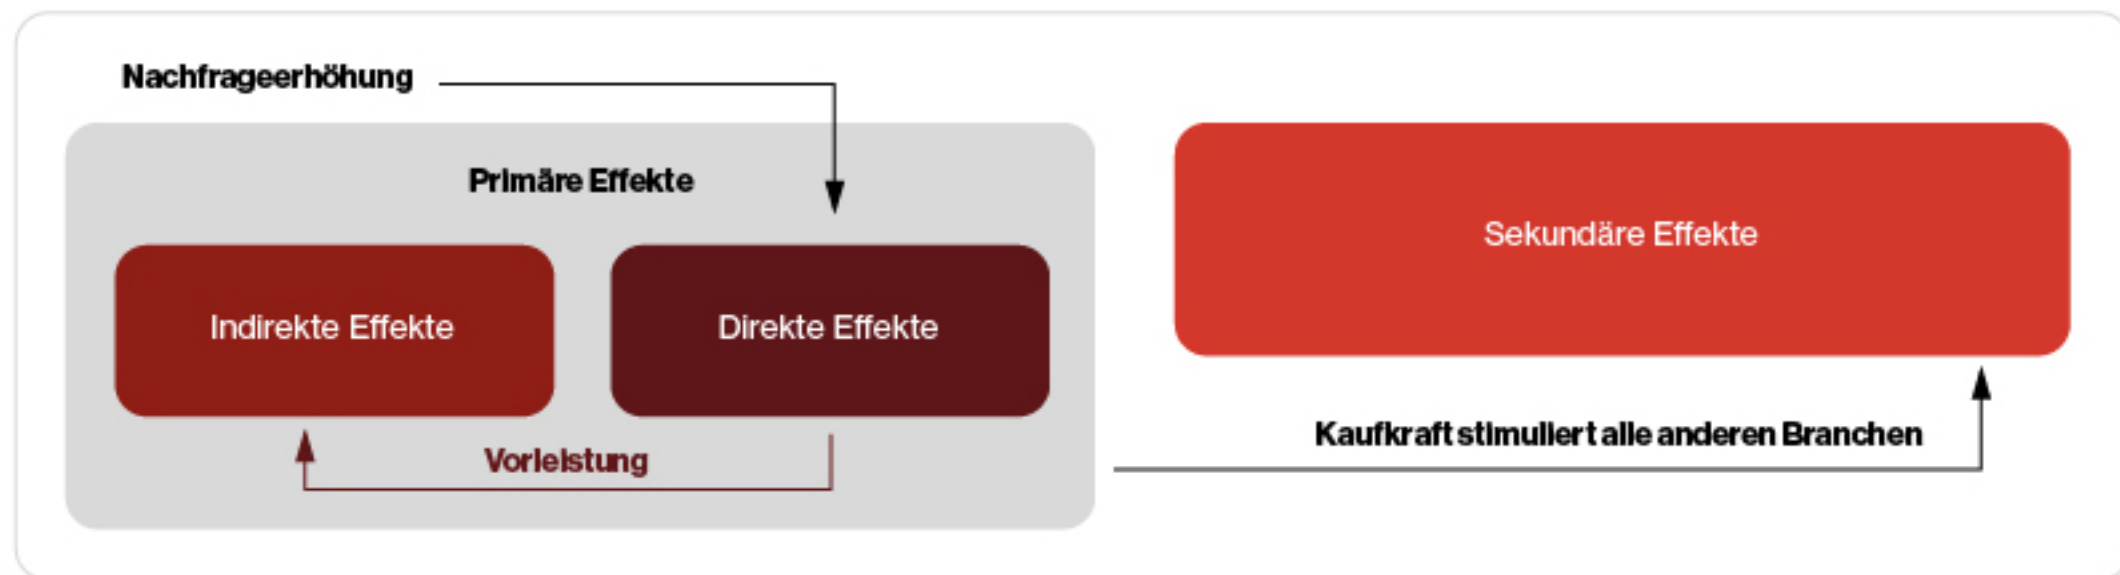 Nachfrageerhöhung
Primäre Effekte
Indirekte Effekte
Direkte Effekte
Vorleistung
Sekundäre Effekte
Kaufkraft stimuliert alle anderen Branchen